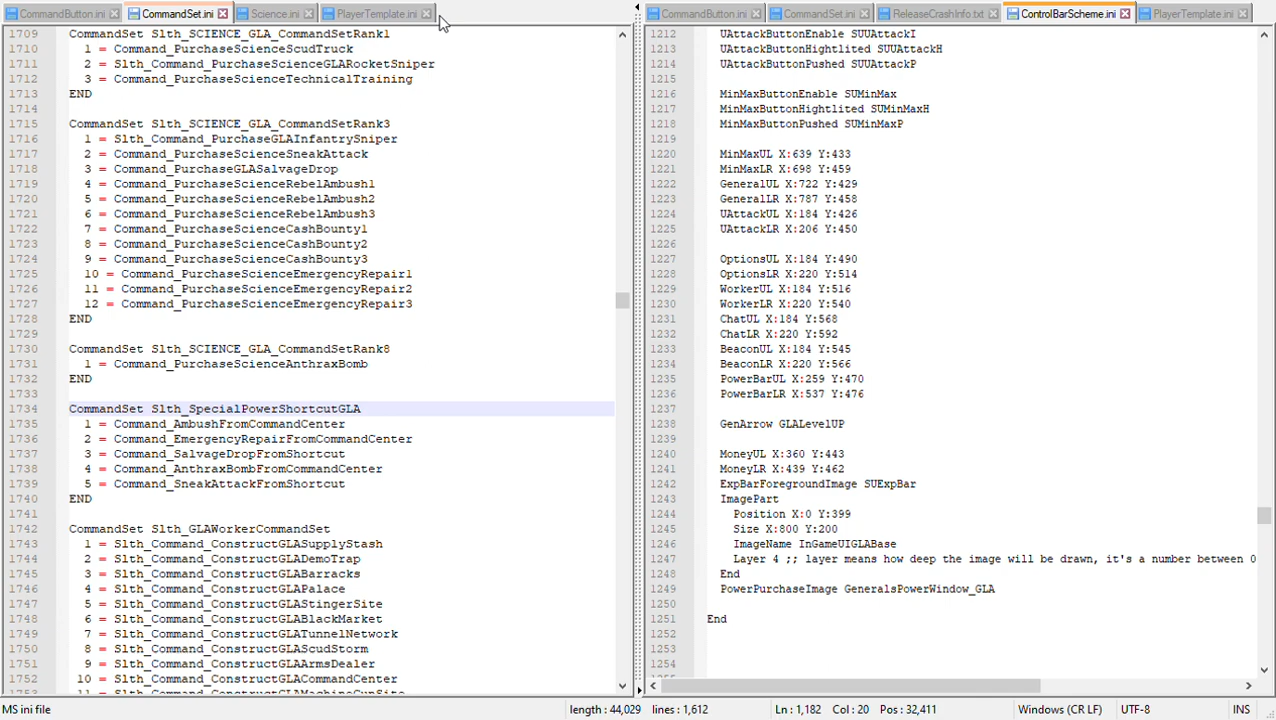 CommandButton.ini CommandSet.ini Science.ini PlayerTemplate.ini
1709 CommandSet Slth_SCIENCE_GLA_CommandSetRank1
1710 1 = Command_PurchaseScienceScudTruck
1711 2 = Slth_Command_PurchaseScienceGLARocketSniper
1712 3 = Command_PurchaseScienceTechnicalTraining
1713 END
1714
1715 CommandSet Slth_SCIENCE_GLA_CommandSetRank3
1716 1 = Slth_Command_PurchaseGLAInfantrySniper
1717 2 = Command_PurchaseScienceSneakAttack
1718 3 = Command_PurchaseGLASalvageDrop
1719 4 = Command_PurchaseScienceRebelAmbush1
1720 5 = Command_PurchaseScienceRebelAmbush2
1721 6 = Command_PurchaseScienceRebelAmbush3
1722 7 = Command_PurchaseScienceCashBounty1
1723 8 = Command_PurchaseScienceCashBounty2
1724 9 = Command_PurchaseScienceCashBounty3
1725 10 = Command_PurchaseScienceEmergencyRepair1
1726 11 = Command_PurchaseScienceEmergencyRepair2
1727 12 = Command_PurchaseScienceEmergencyRepair3
1728 END
1729
1730 CommandSet Slth_SCIENCE_GLA_CommandSetRank8
1731 1 = Command_PurchaseScienceAnthraxBomb
1732 END
1733
1734 CommandSet Slth_SpecialPowerShortcutGLA
1735 1 = Command_AmbushFromCommandCenter
1736 2 = Command_EmergencyRepairFromCommandCenter
1737 3 = Command_SalvageDropFromShortcut
1738 4 = Command_AnthraxBombFromCommandCenter
1739 5 = Command_SneakAttackFromShortcut
1740 END
1741
1742 CommandSet Slth_GLAWorkerCommandSet
1743 1 = Slth_Command_ConstructGLASupplyStash
1744 2 = Slth_Command_ConstructGLADemoTrap
1745 3 = Slth_Command_ConstructGLABarracks
1746 4 = Slth_Command_ConstructGLAPalace
1747 5 = Slth_Command_ConstructGLAStingerSite
1748 6 = Slth_Command_ConstructGLABlackMarket
1749 7 = Slth_Command_ConstructGLATunnelNetwork
1750 8 = Slth_Command_ConstructGLAScudStorm
1751 9 = Slth_Command_ConstructGLAArmsDealer
1752 10 = Slth_Command_ConstructGLACommandCenter
1753 11 = Slth_Command_ConstructGLAMachineGunSite
CommandButton.ini CommandSet.ini ReleaseCrashInfo.txt ControlBarScheme.ini PlayerTemplate.ini
1212 UAttackButtonEnable SUUAttackI
1213 UAttackButtonHightlited SUUAttackH
1214 UAttackButtonPushed SUUAttackP
1215
1216 MinMaxButtonEnable SUMinMax
1217 MinMaxButtonHightlited SUMinMaxH
1218 MinMaxButtonPushed SUMinMaxP
1219
1220 MinMaxUL X:639 Y:433
1221 MinMaxLR X:698 Y:459
1222 GeneralUL X:722 Y:429
1223 GeneralLR X:787 Y:458
1224 UAttackUL X:184 Y:426
1225 UAttackLR X:206 Y:450
1226
1227 OptionsUL X:184 Y:490
1228 OptionsLR X:220 Y:514
1229 WorkerUL X:184 Y:516
1230 WorkerLR X:220 Y:540
1231 ChatUL X:184 Y:568
1232 ChatLR X:220 Y:592
1233 BeaconUL X:184 Y:545
1234 BeaconLR X:220 Y:566
1235 PowerBarUL X:259 Y:470
1236 PowerBarLR X:537 Y:476
1237
1238 GenArrow GLALevelUP
1239
1240 MoneyUL X:360 Y:443
1241 MoneyLR X:439 Y:462
1242 ExpBarForegroundImage SUExpBar
1243 ImagePart
1244 Position X:0 Y:399
1245 Size X:800 Y:200
1246 ImageName InGameUIGLABase
1247 Layer 4 ;; layer means how deep the image will be drawn, it's a number between 0
1248 End
1249 PowerPurchaseImage GeneralsPowerWindow_GLA
1250
1251 End
1252
1253
1254
MS ini file length : 44,029 lines : 1,612 Ln : 1,182 Col : 20 Pos : 32,411 Windows (CR LF) UTF-8 INS